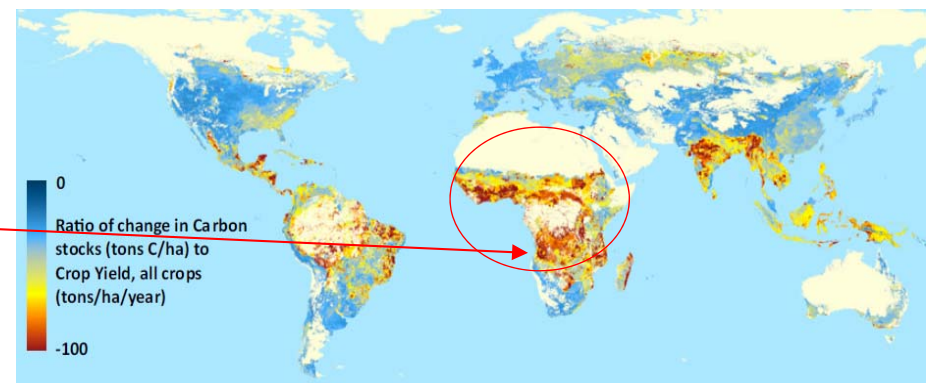 0
Ratio of change in Carbon
stocks (tons C/ha) to
Crop Yield, all crops
(tons/ha/year)
-100